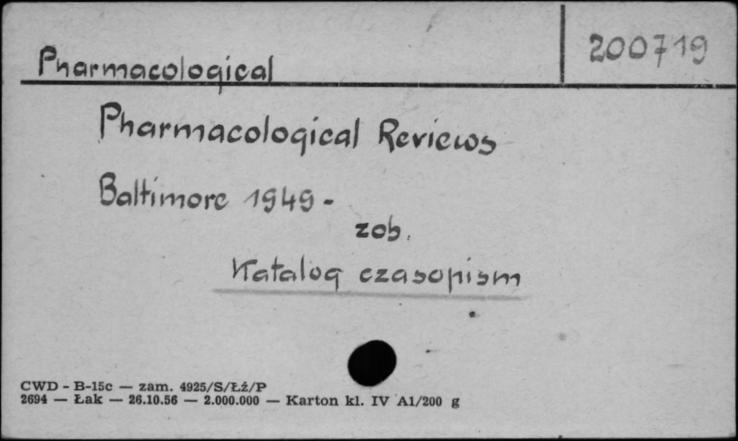 Pharmacological
200719
Pharmacological Reviews
Baltimore 1949-
zob.
Katalog czasopism
CWD - B-15c — zam. 4925/S/Łż/P
2694 — Łak — 26.10.56 — 2.000.000 — Karton kl. IV A1/200 g